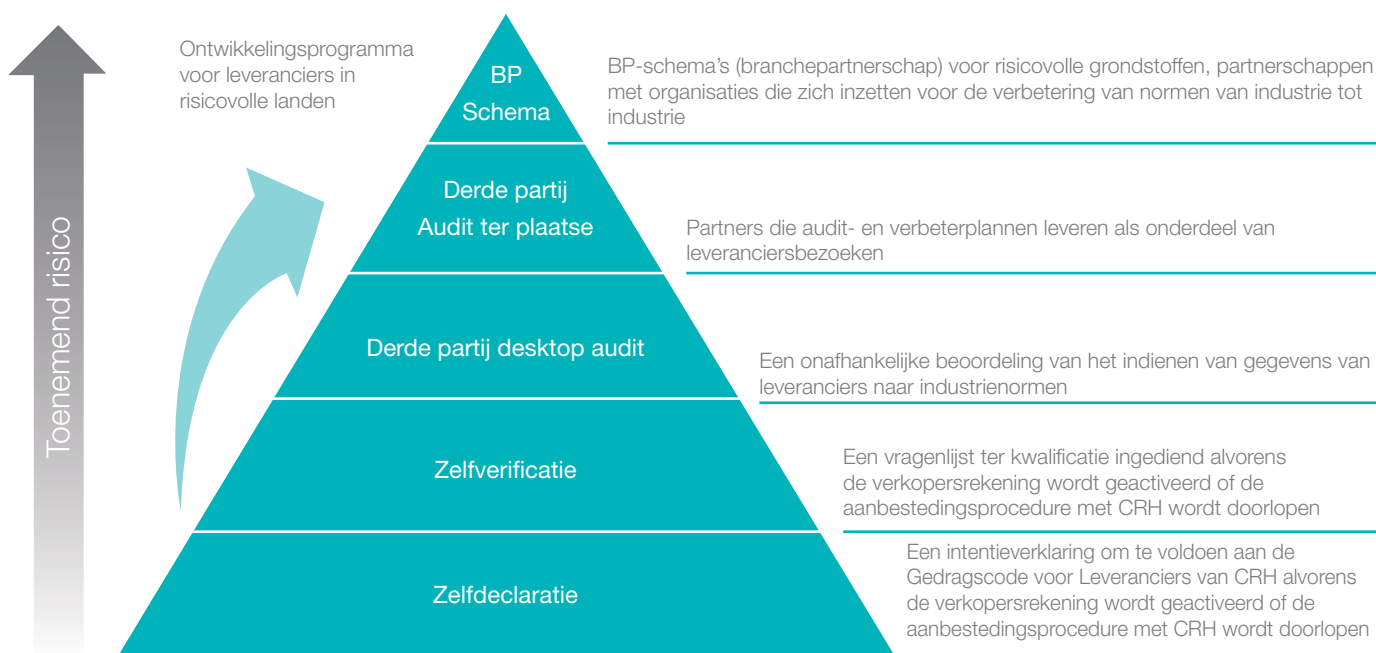 Toenemend risico
Ontwikkelingsprogramma
voor leveranciers in
risicovolle landen
BP
Schema
BP-schema's (branchepartnerschap) voor risicovolle grondstoffen, partnerschappen
met organisaties die zich inzetten voor de verbetering van normen van industrie tot
industrie
Derde partij
Audit ter plaatse
Partners die audit- en verbeterplannen leveren als onderdeel van
leveranciersbezoeken
Derde partij desktop audit
Een onafhankelijke beoordeling van het indienen van gegevens van
leveranciers naar industrienormen
Zelfverificatie
Een vragenlijst ter kwalificatie ingediend alvorens
de verkopersrekening wordt geactiveerd of de
aanbestedingsprocedure met CRH wordt doorlopen
Zelfdeclaratie
Een intentieverklaring om te voldoen aan de
Gedragscode voor Leveranciers van CRH alvorens
de verkopersrekening wordt geactiveerd of de
aanbestedingsprocedure met CRH wordt doorlopen